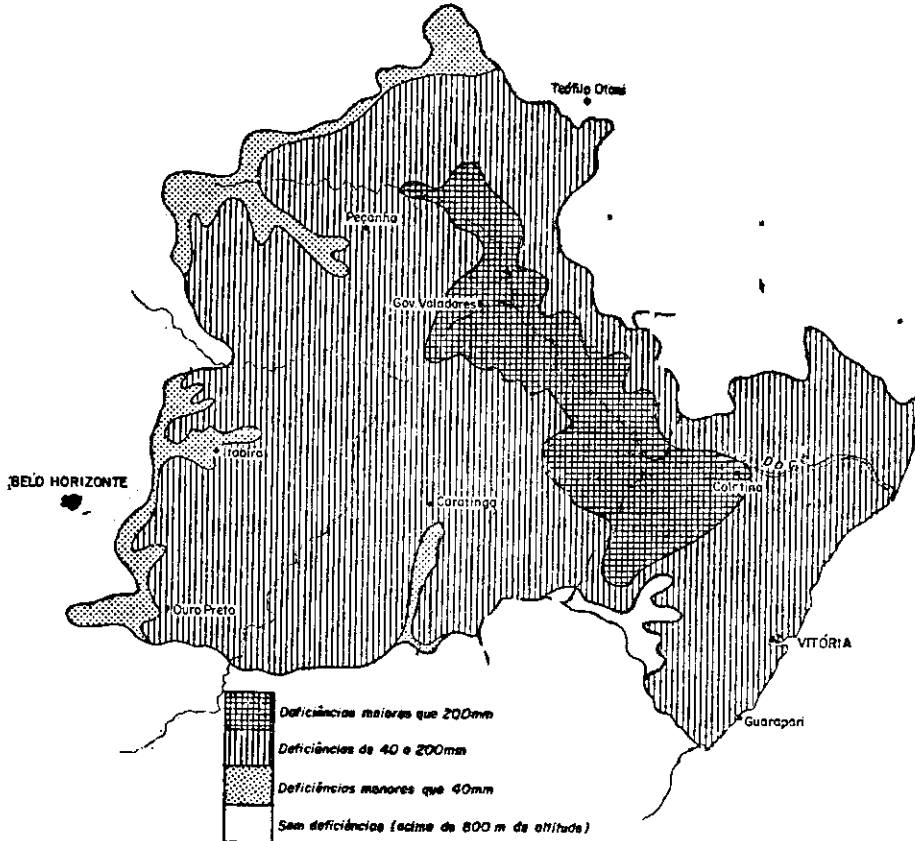 Teófilo Otoni
Peçanha
Gov. Valadares
Itabira
BELO HORIZONTE
DOCE
Colatina
Caratinga
Ouro Preto
VITÓRIA
Guarapari
Deficiências maiores que 200mm
Deficiências de 40 a 200mm
Deficiências menores que 40mm
Sem deficiências (acima de 800 m de altitude)